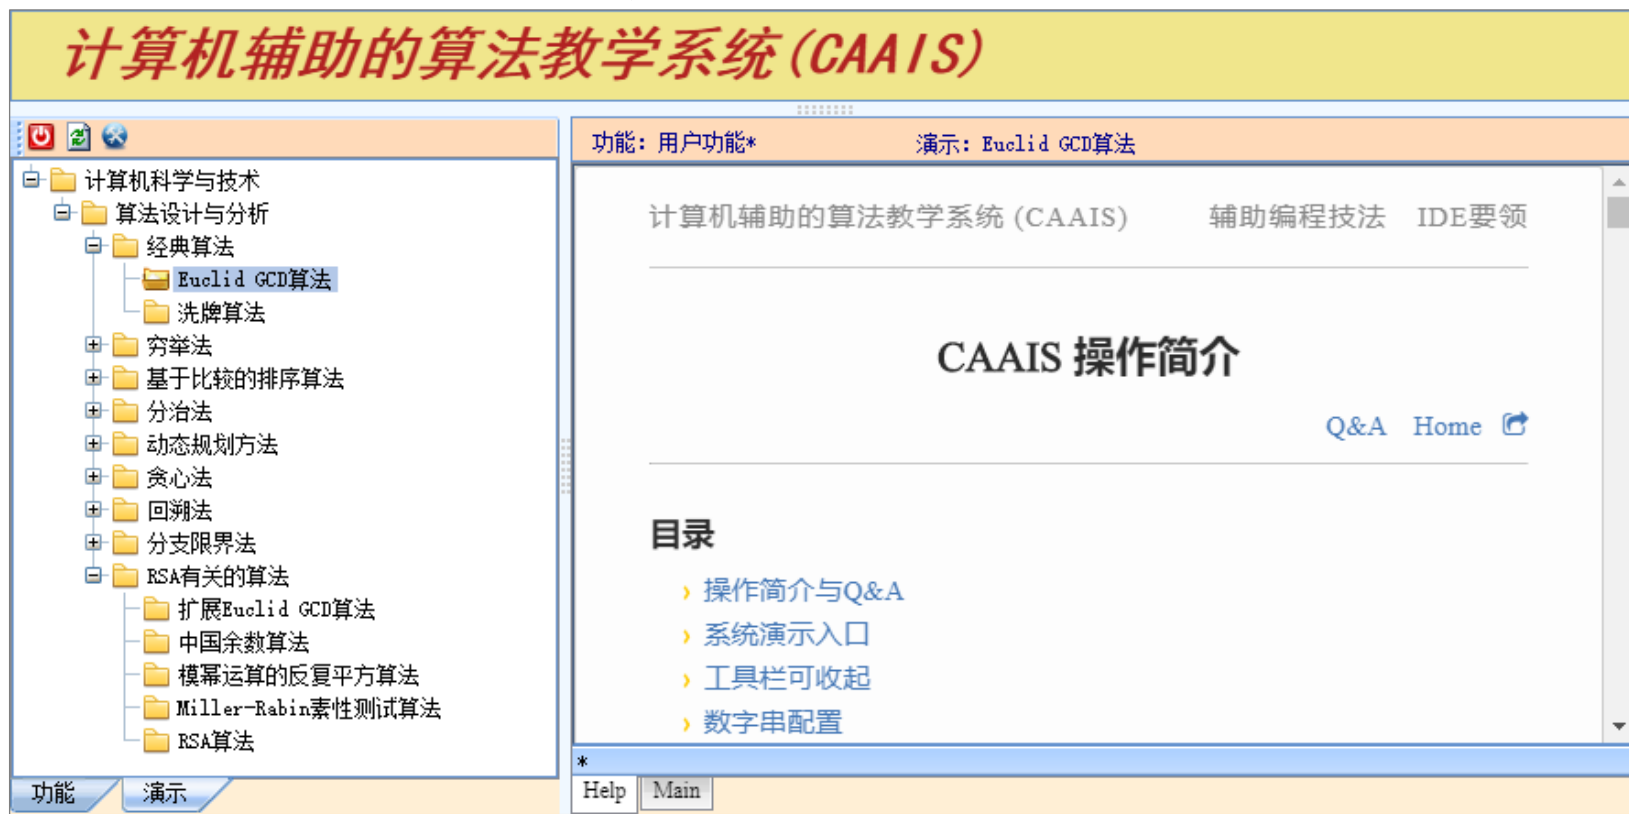 计算机辅助的算法教学系统(CAAIS)
计算机科学与技术
算法设计与分析
经典算法
Euclid GCD算法
洗牌算法
穷举法
基于比较的排序算法
分治法
动态规划方法
贪心法
回溯法
分支限界法
RSA有关的算法
扩展Euclid GCD算法
中国余数算法
模幂运算的反复平方算法
Miller-Rabin素性测试算法
RSA算法
功能 演示
功能: 用户功能* 演示: Euclid GCD算法
计算机辅助的算法教学系统 (CAAIS) 辅助编程技法 IDE要领
CAAIS 操作简介
Q&A Home
目录
› 操作简介与Q&A
› 系统演示入口
› 工具栏可收起
› 数字串配置
*
Help Main